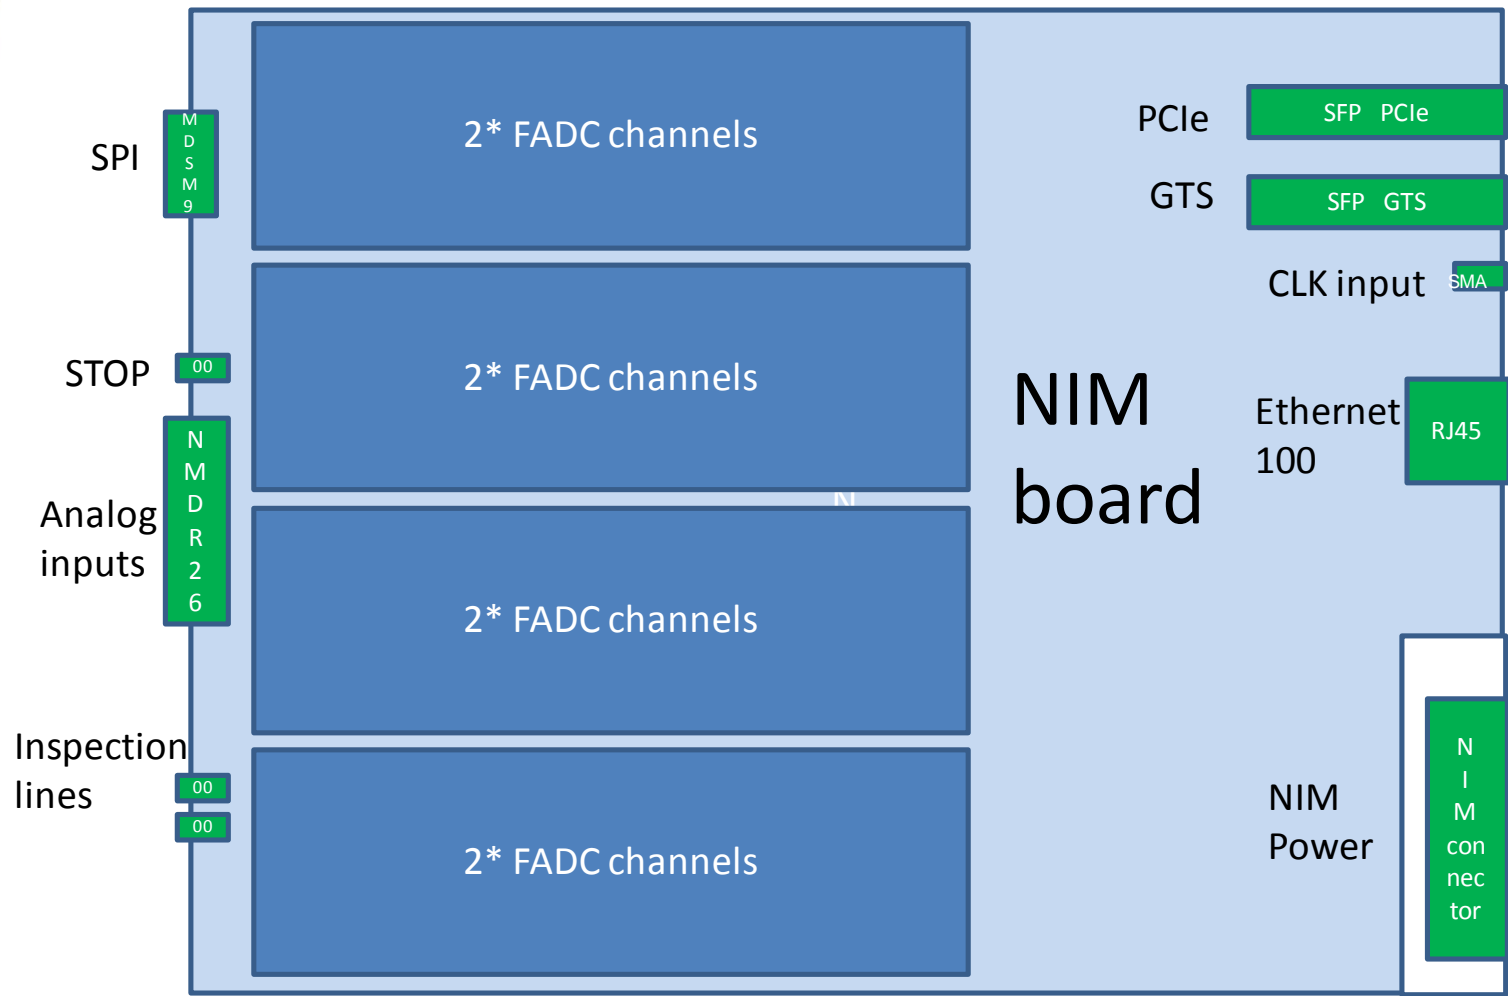 SPI
M
D
S
M
9
STOP
00
Analog
inputs
N
M
D
R
2
6
Inspection
lines
00
00
2* FADC channels
2* FADC channels
N
2* FADC channels
2* FADC channels
NIM
board
PCIe
SFP PCIe
GTS
SFP GTS
CLK input
SMA
Ethernet
100
RJ45
NIM
Power
N
I
M
con
nec
tor